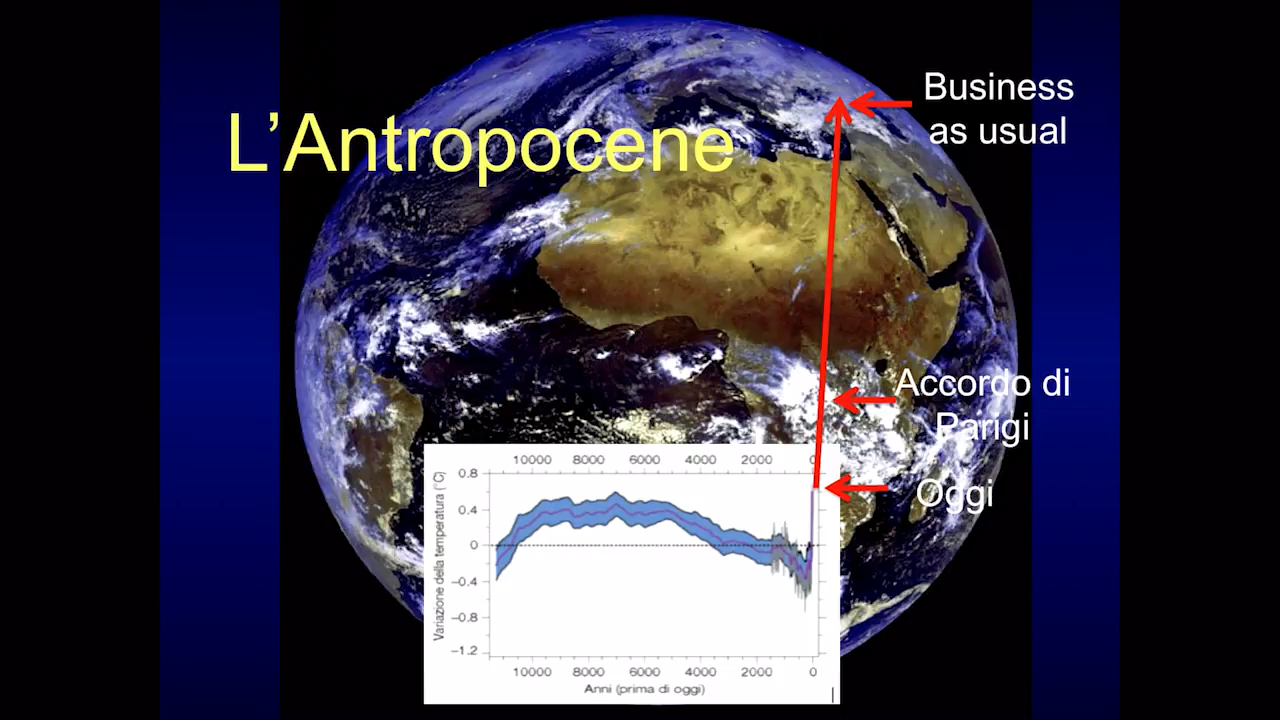 Business
as usual
L’Antropocene
Accordo di
Parigi
Oggi
10000 8000 6000 4000 2000 0
Variazione della temperatura (°C)
0.8
0.4
0
−0.4
−0.8
−1.2
10000 8000 6000 4000 2000 0
Anni (prima di oggi)